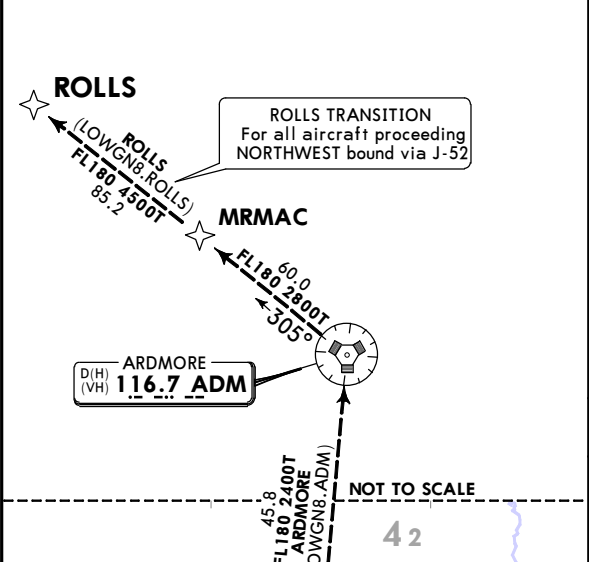 ROLLS
ROLLS TRANSITION
For all aircraft proceeding
NORTHWEST bound via J-52
ROLLS
(LOWGN8.ROLLS)
FL180 4500T
85.2
MRMAC
60.0
FL180 2800T
305°
ARDMORE
D(H)
(VH) 116.7 ADM
NOT TO SCALE
45.8
FL180 2400T
ARDMORE
OWGN8.ADM)
42